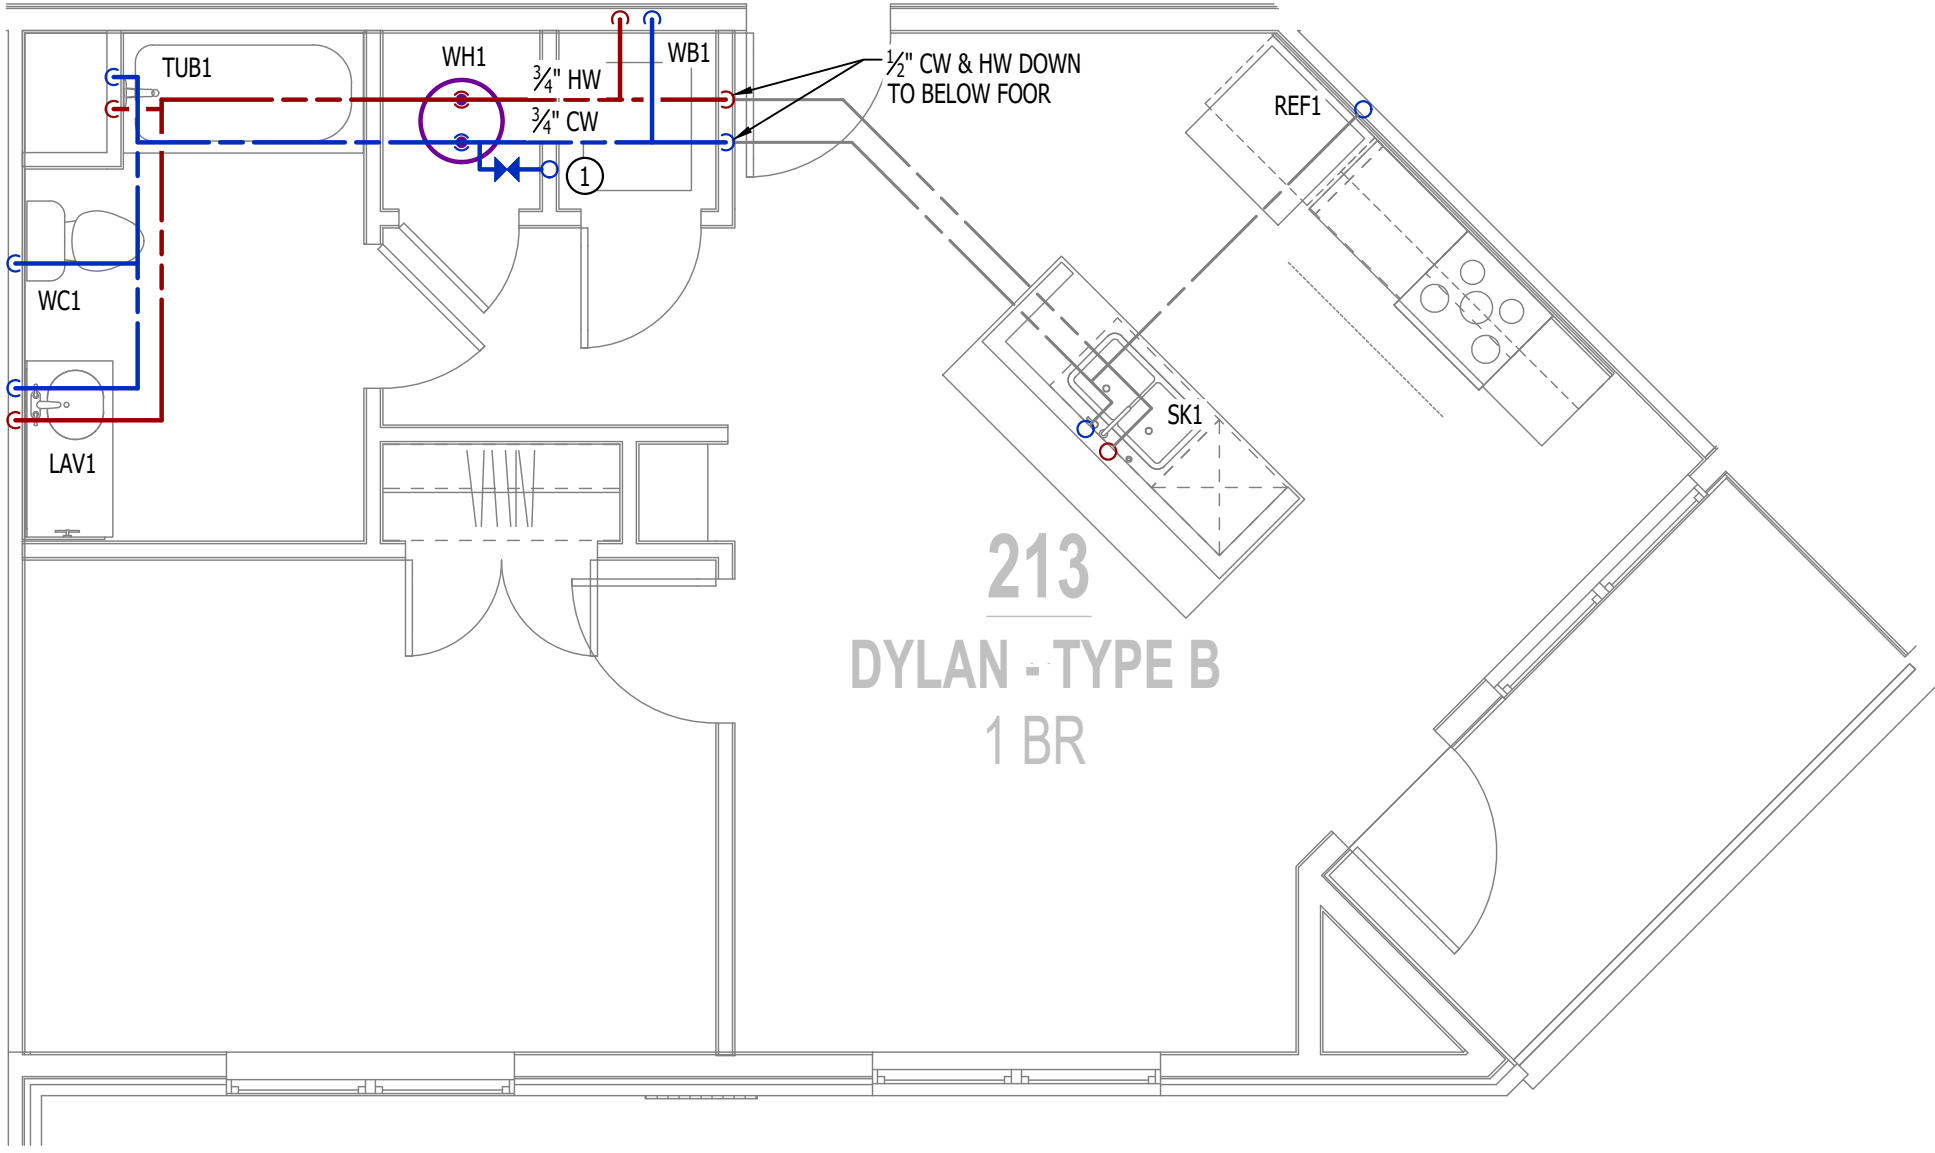 TUB1
WH1
WB1
¾" HW
¾" CW
½" CW & HW DOWN
TO BELOW FOOR
REF1
1
WC1
LAV1
SK1
213
DYLAN - TYPE B
1 BR